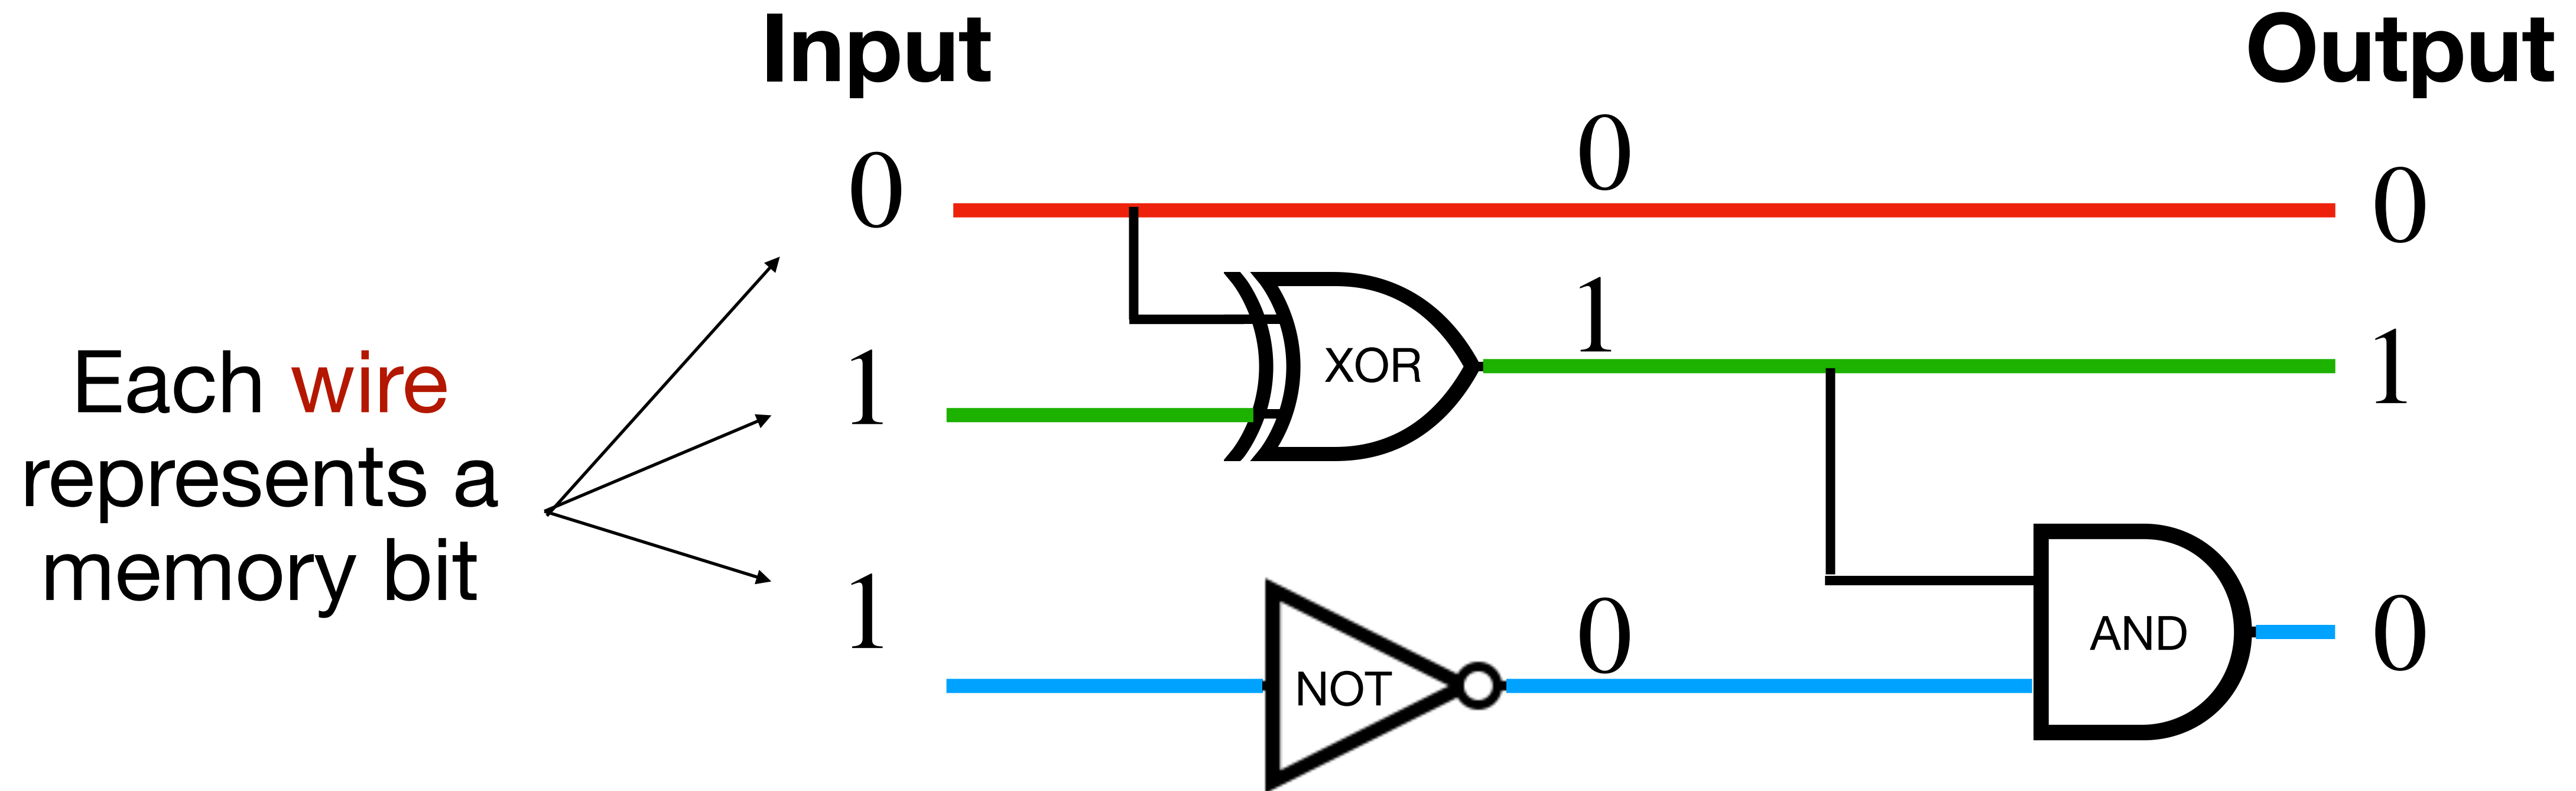 Input
Output
0
0
0
1
XOR
1
1
Each wire
represents a
memory bit
1
NOT
0
AND
0